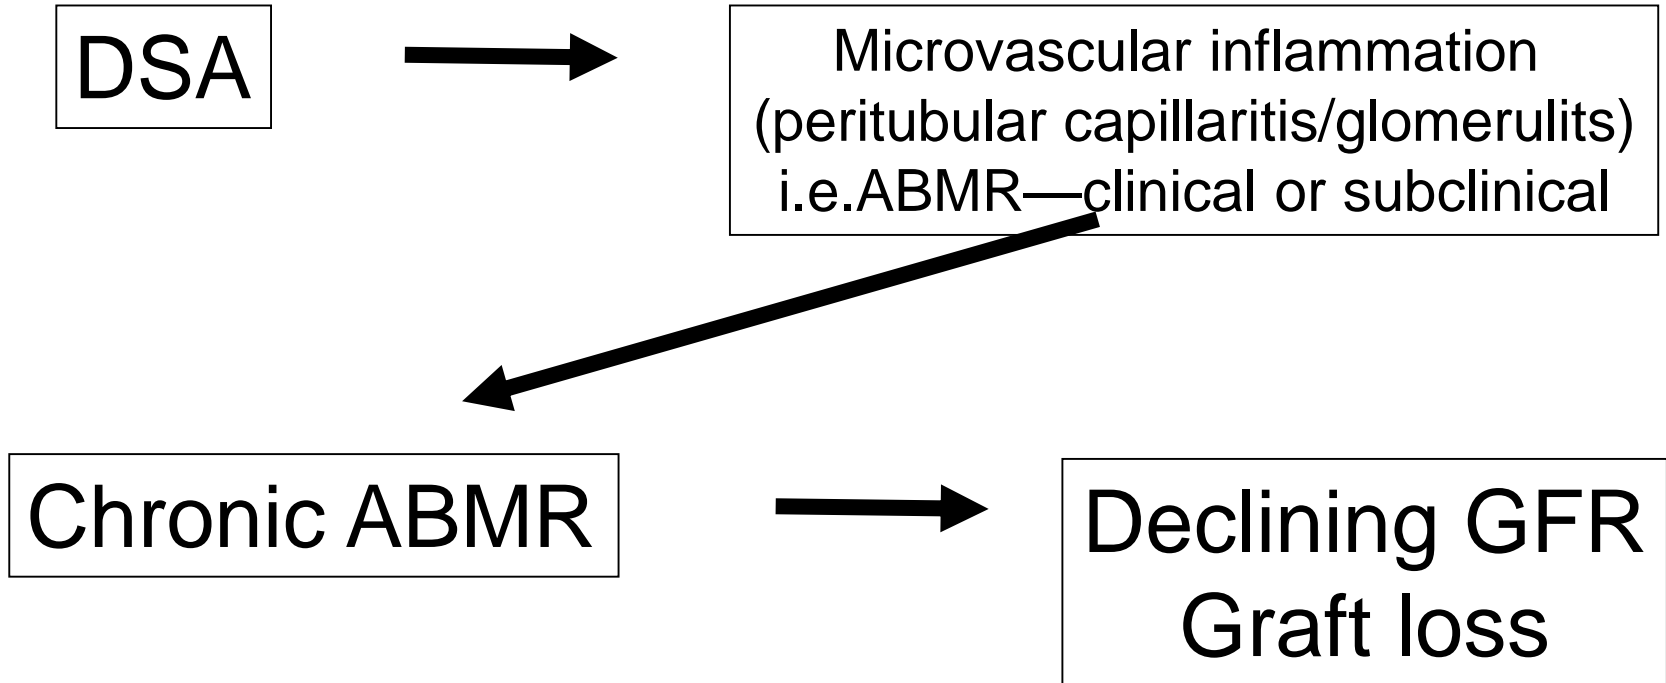 DSA
Microvascular inflammation
(peritubular capillaritis/glomerulits)
i.e.ABMR—clinical or subclinical
Chronic ABMR
Declining GFR
Graft loss